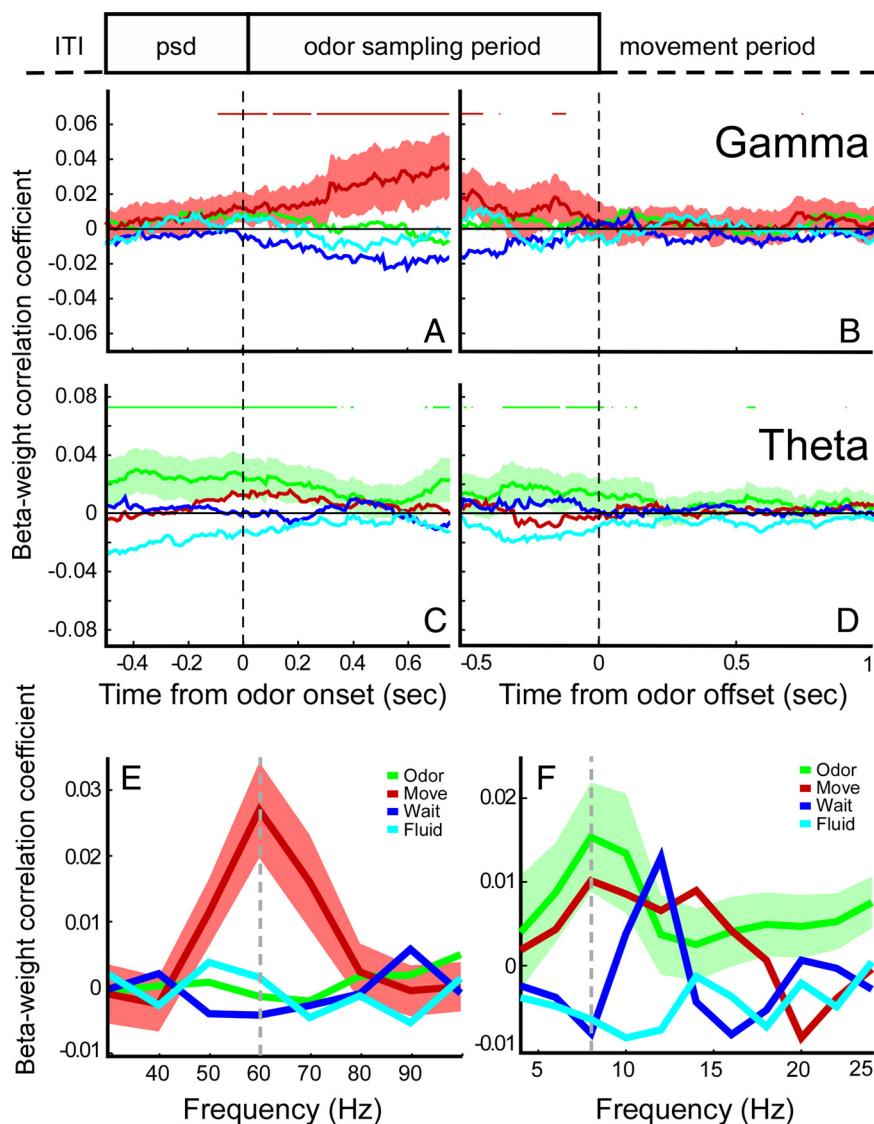 ITI psd odor sampling period movement period
Beta-weight correlation coefficient
0.06
0.04
0.02
0
-0.02
-0.04
-0.06
A
Gamma
B
0.08
0.04
0
-0.04
-0.08
C
Theta
D
-0.4 -0.2 0 0.2 0.4 0.6
-0.5 0 0.5 1
Time from odor onset (sec)
Time from odor offset (sec)
Beta-weight correlation coefficient
E
0.03
0.02
0.01
0
-0.01
Odor
Move
Wait
Fluid
40 50 60 70 80 90
Frequency (Hz)
F
0.02
0.01
0
-0.01
Odor
Move
Wait
Fluid
5 10 15 20 25
Frequency (Hz)